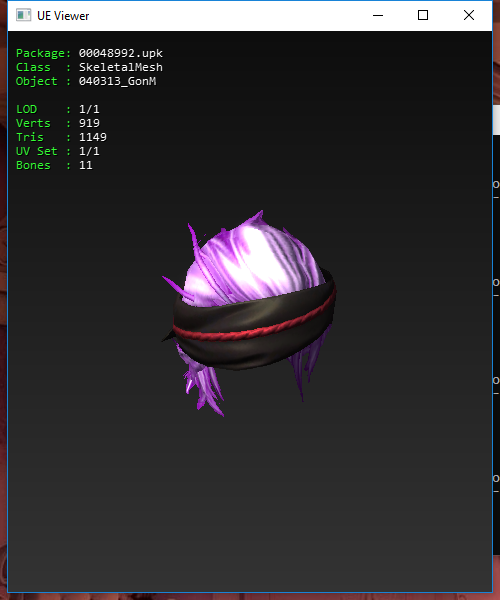 UE Viewer
Package: 00048992.upk
Class  : SkeletalMesh
Object : 040313_GonM
LOD    : 1/1
Verts  : 919
Tris   : 1149
UV Set : 1/1
Bones  : 11